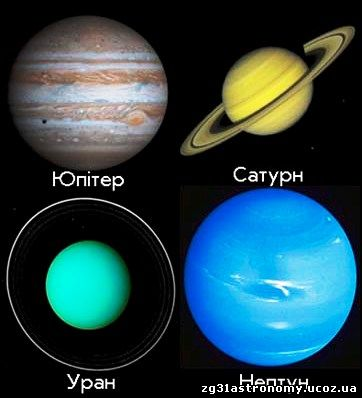 Юпітер
Сатурн
Уран
Нептун
zg31astronomy.ucoz.ua